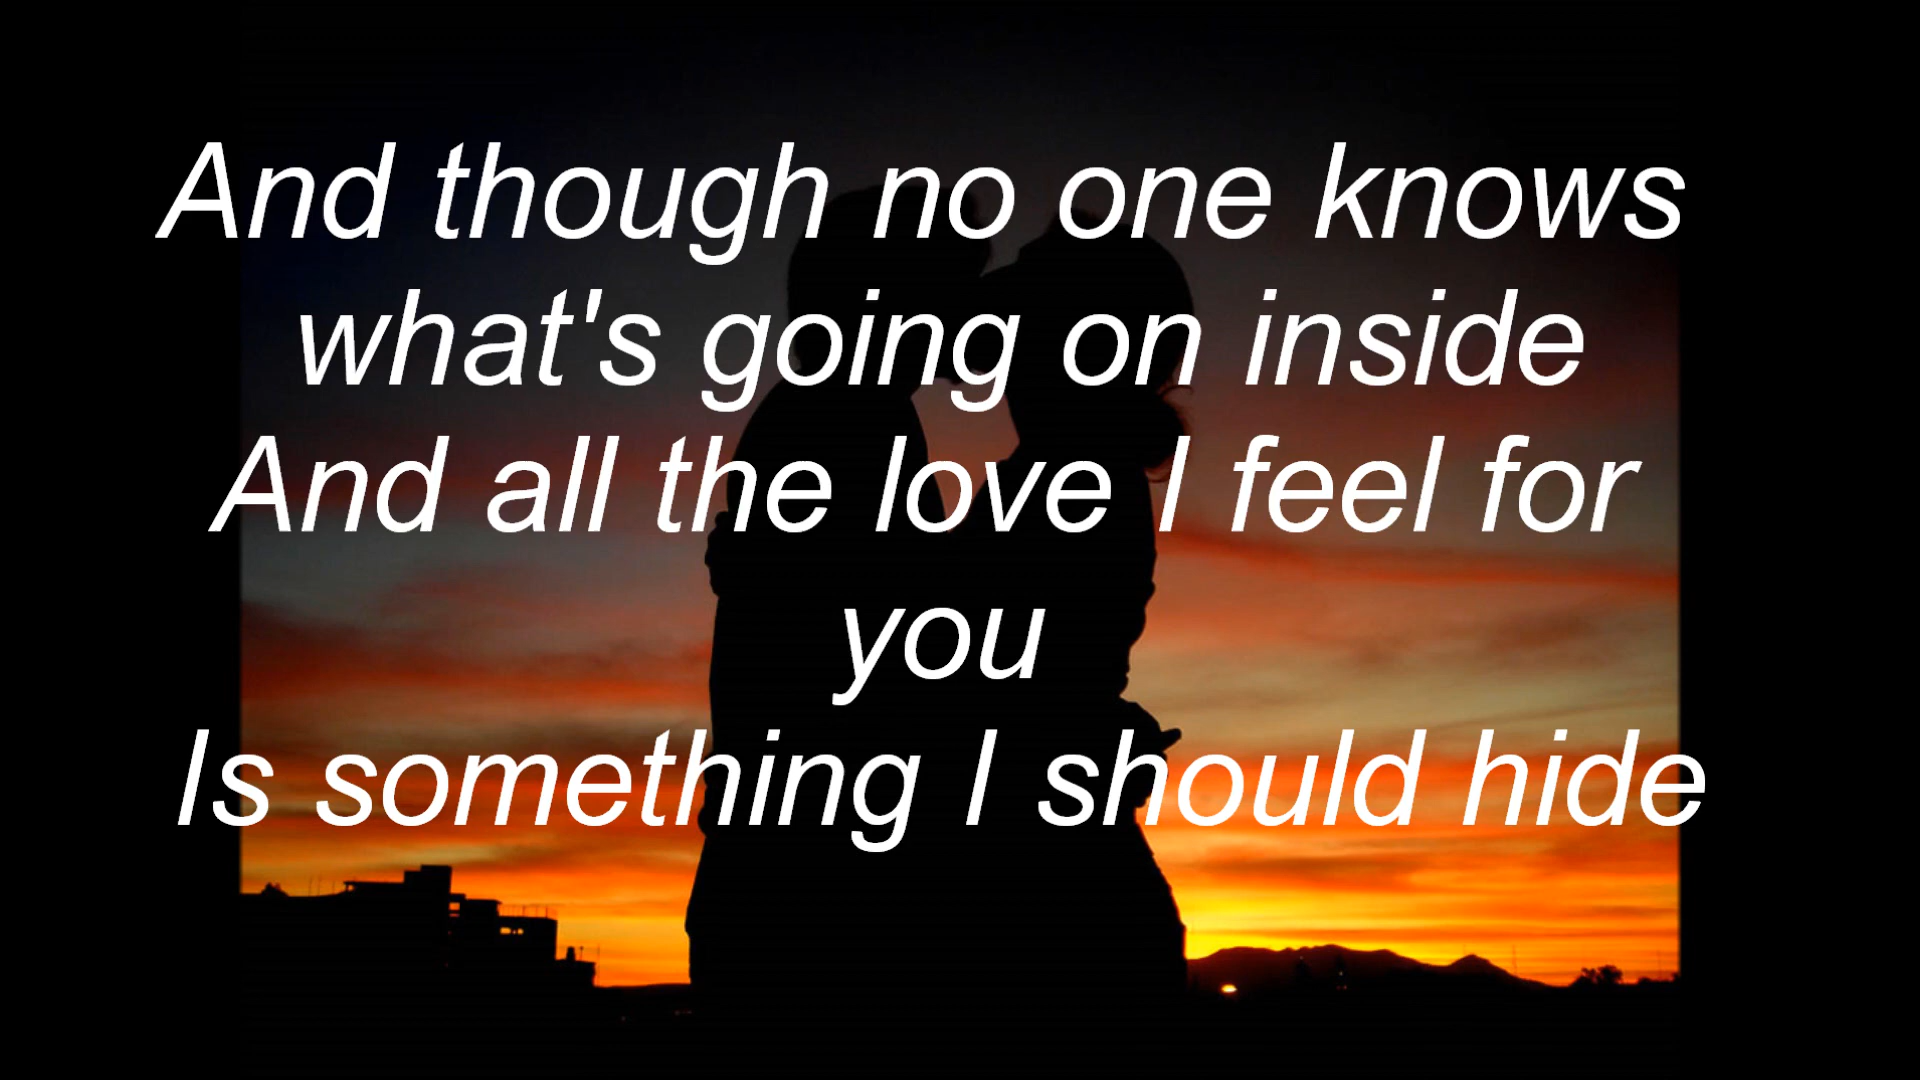 And though no one knows
what's going on inside
And all the love I feel for
you
Is something I should hide